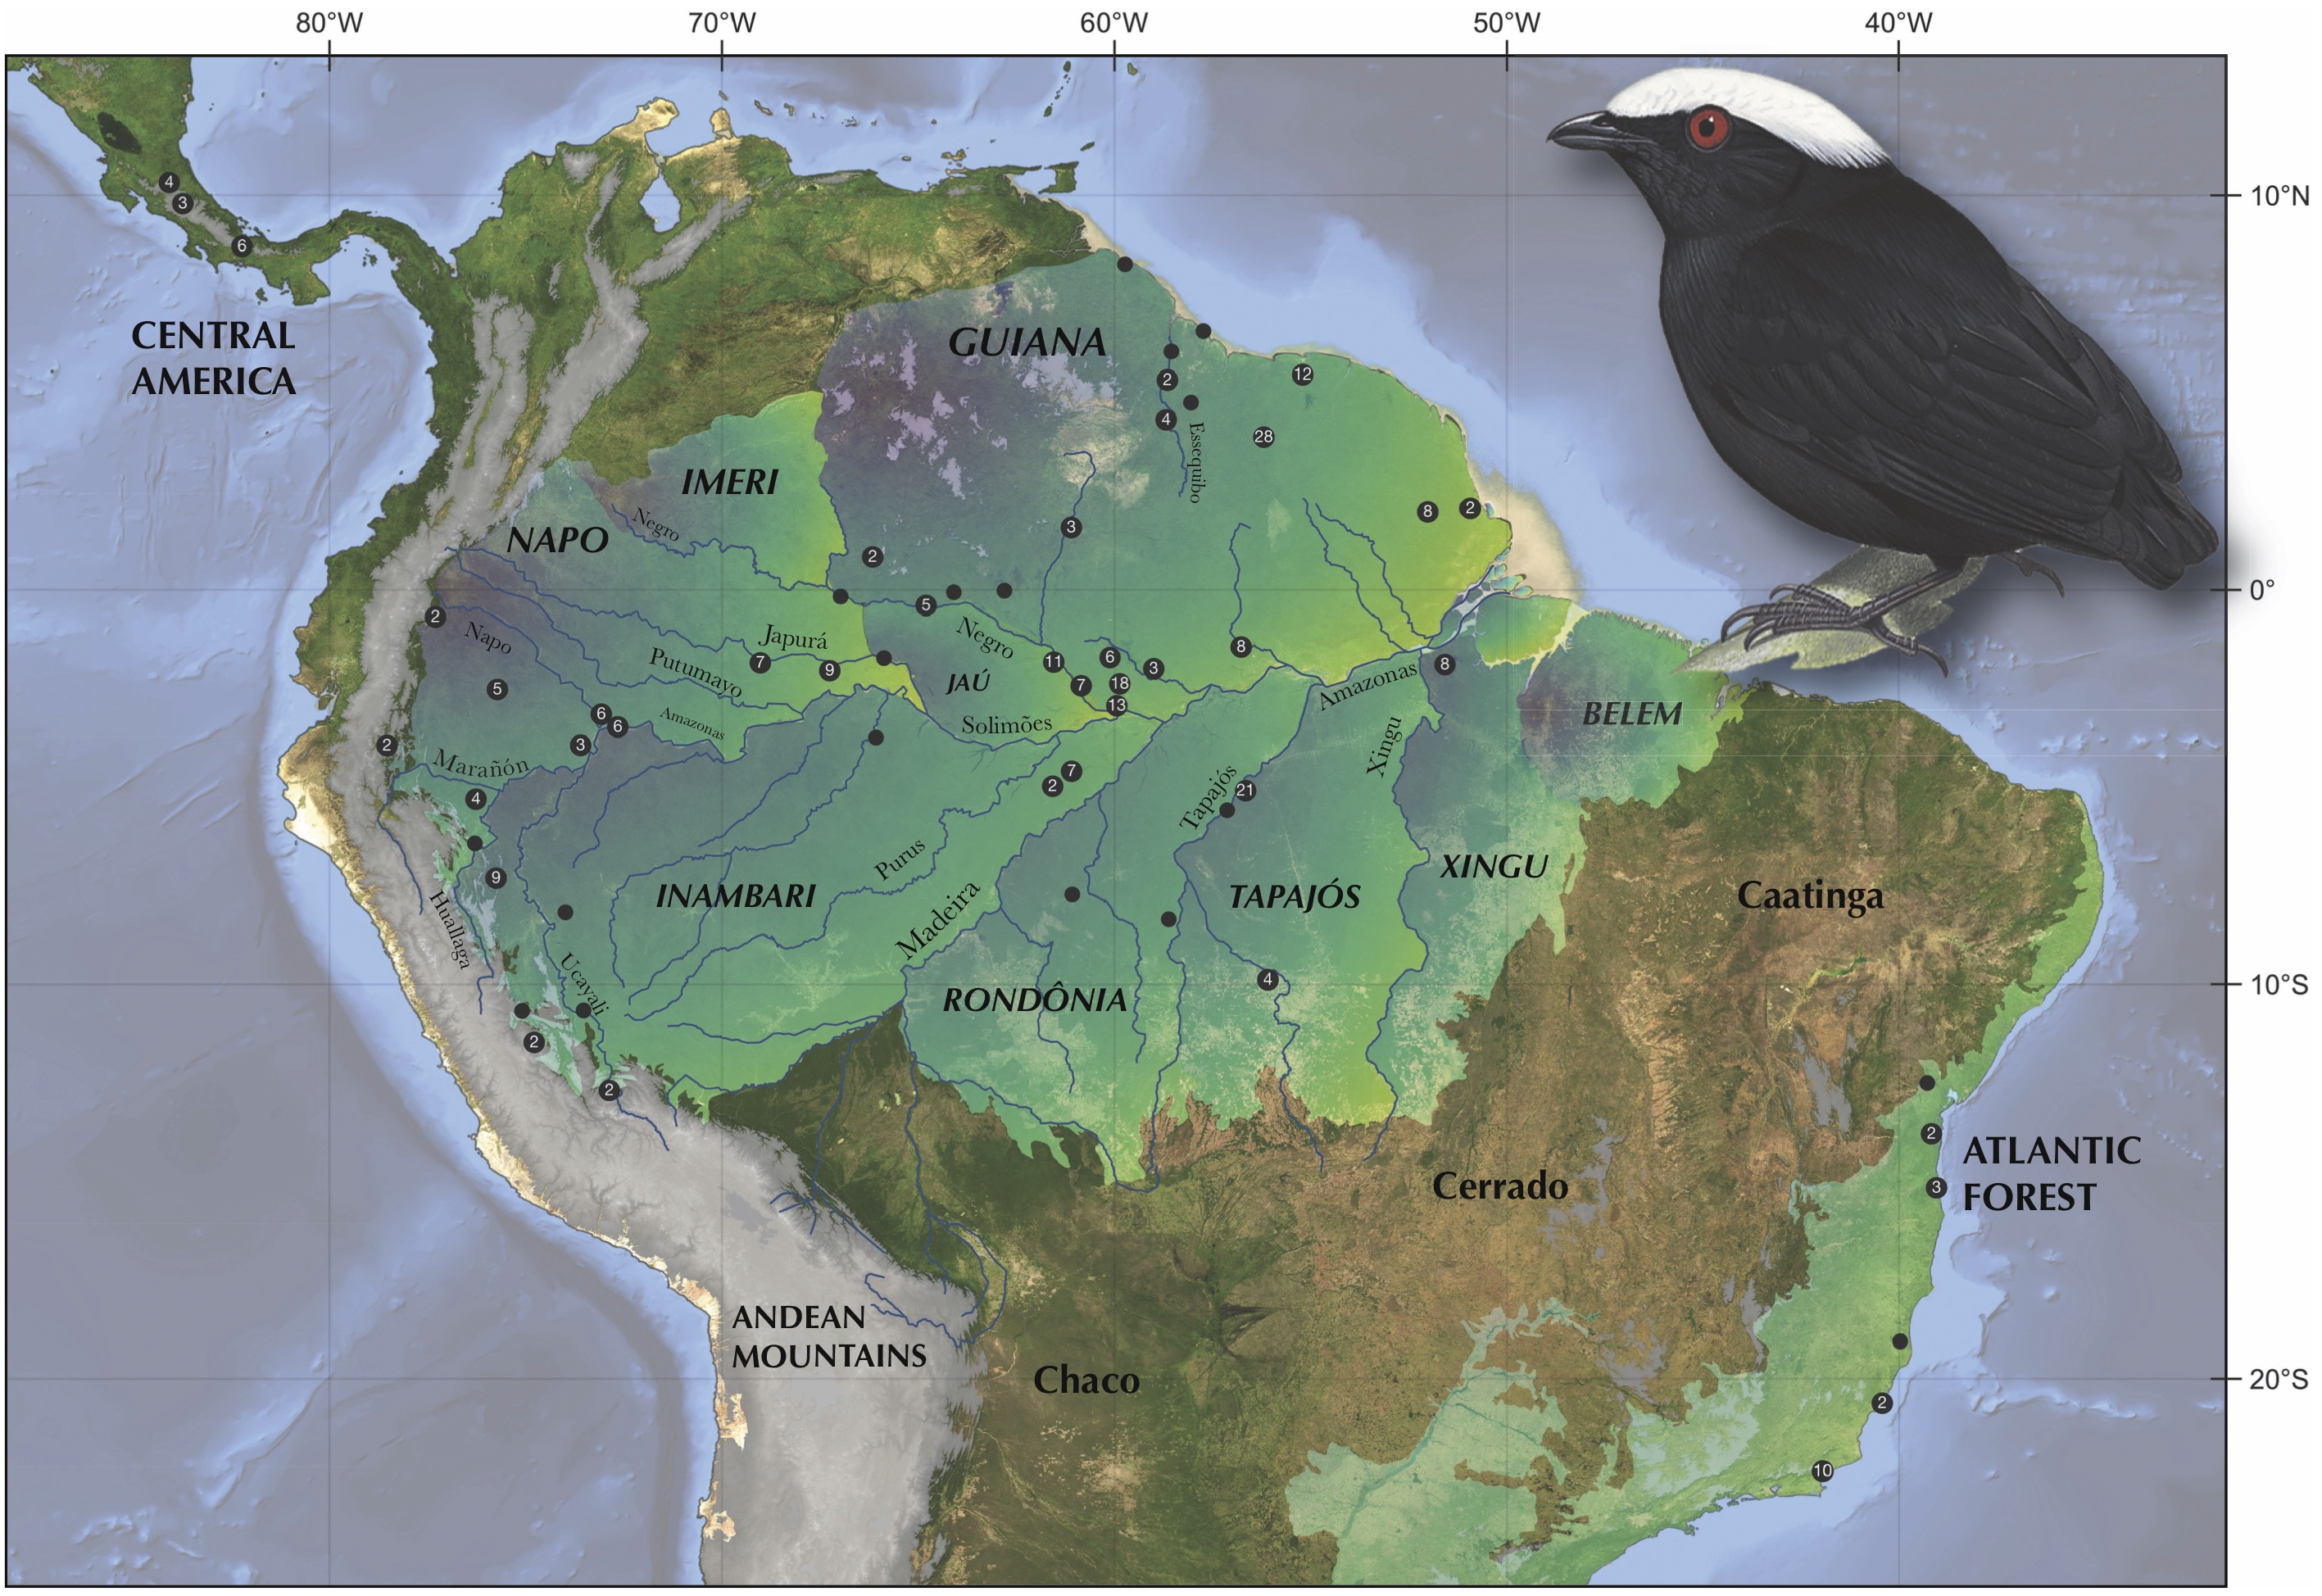 80°W 70°W 60°W 50°W 40°W
10°N
0°
10°S
20°S
CENTRAL
AMERICA
4
3
6
GUIANA
12
2
4
28
Essequibo
8
2
3
2
IMERI
Negro
NAPO
5
Negro
Japurá
7
9
Putumayo
Napo
2
5
6
6
Amazonas
3
2
Marañón
4
JAÚ
Solimões
11
7
6
18
13
3
8
Amazonas
8
Xingu
BELEM
7
2
Tapajós
21
9
Huallaga
Ucayali
INAMBARI
Purus
Madeira
RONDÔNIA
TAPAJÓS
4
XINGU
Caatinga
2
2
Cerrado
2
3
ATLANTIC
FOREST
2
10
ANDEAN
MOUNTAINS
Chaco